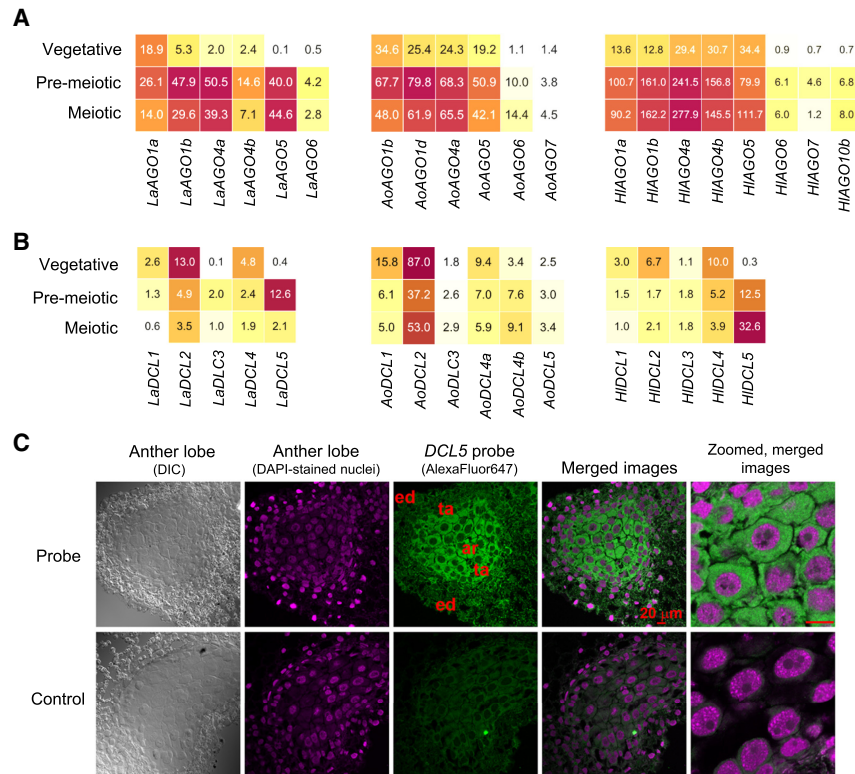 A
Vegetative 18.9 5.3 2.0 2.4 0.1 0.5 34.6 25.4 24.3 19.2 1.1 1.4 13.6 12.8 29.4 30.7 34.4 0.9 0.7 0.7
Pre-meiotic 26.1 47.9 50.5 14.6 40.0 4.2 67.7 79.8 68.3 50.9 10.0 3.8 100.7 161.0 241.5 156.8 79.9 6.1 4.6 6.8
Meiotic 14.0 29.6 39.3 7.1 44.6 2.8 48.0 61.9 65.5 42.1 14.4 4.5 90.2 162.2 277.9 145.5 111.7 6.0 1.2 8.0
LaAGO1a LaAGO1b LaAGO4a LaAGO4b LaAGO5 LaAGO6 AoAGO1b AoAGO1d AoAGO4a AoAGO5 AoAGO6 AoAGO7 HlAGO1a HlAGO1b HlAGO4a HlAGO4b HlAGO5 HlAGO6 HlAGO7 HlAGO10b
B
Vegetative 2.6 13.0 0.1 4.8 0.4 15.8 87.0 1.8 9.4 3.4 2.5 3.0 6.7 1.1 10.0 0.3
Pre-meiotic 1.3 4.9 2.0 2.4 12.6 6.1 37.2 2.6 7.0 7.6 3.0 1.5 1.7 1.8 5.2 12.5
Meiotic 0.6 3.5 1.0 1.9 2.1 5.0 53.0 2.9 5.9 9.1 3.4 1.0 2.1 1.8 3.9 32.6
LaDCL1 LaDCL2 LaDLC3 LaDCL4 LaDCL5 AoDCL1 AoDCL2 AoDLC3 AoDCL4a AoDCL4b AoDCL5 HlDCL1 HlDCL2 HlDCL3 HlDCL4 HlDCL5
C
Anther lobe Anther lobe DCL5 probe Merged images Zoomed, merged
(DIC) (DAPI-stained nuclei) (AlexaFluor647) images
Probe
ed
ta
ar
ta
ed
20 µm
Control